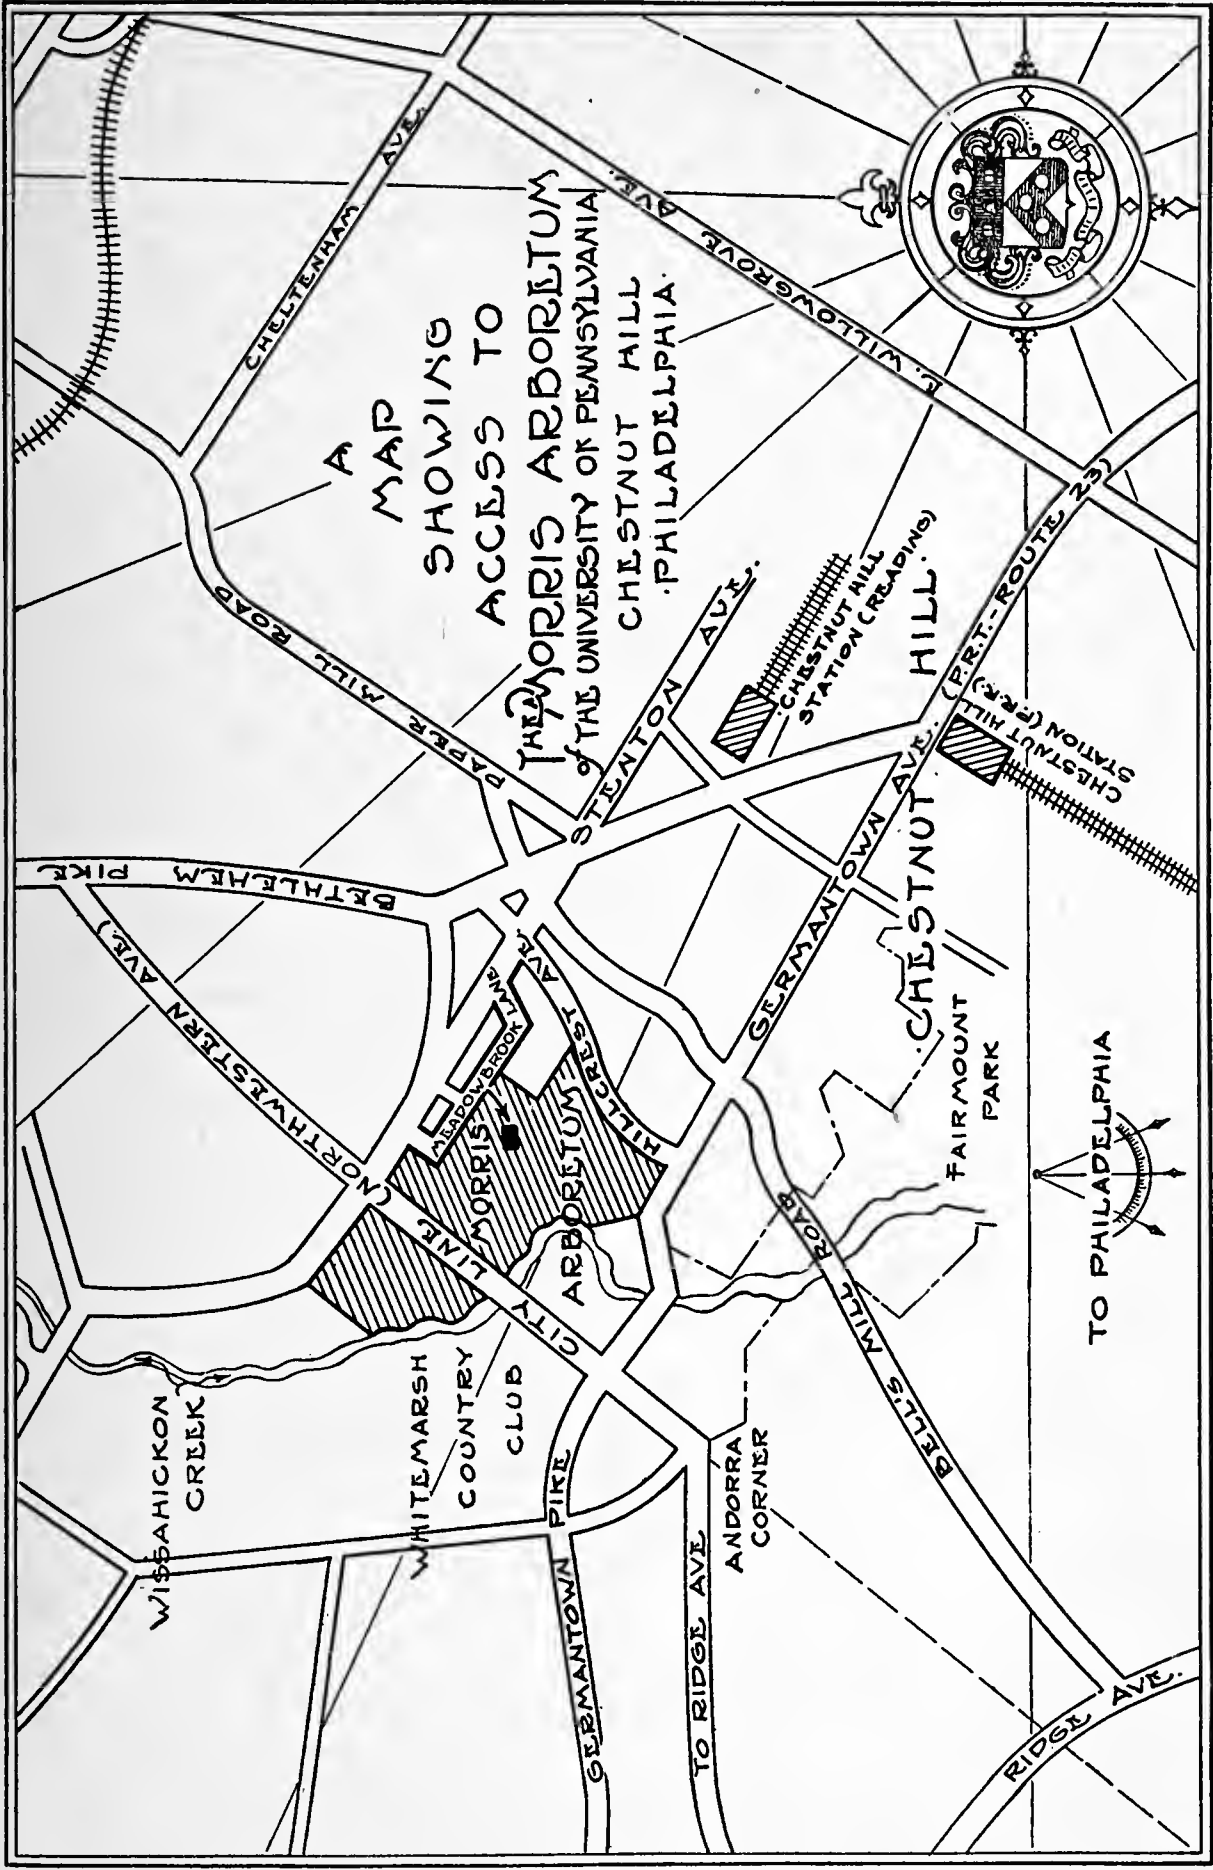 A
MAP
SHOWING
ACCESS TO
THE MORRIS ARBORETUM
of THE UNIVERSITY OF PENNSYLVANIA
CHESTNUT HILL
.PHILADELPHIA.
CHELTENHAM AVE.
E. WILLOWGROVE AVE.
PAPER MILL ROAD
STENTON AVE.
.CHESTNUT HILL
STATION (READING)
BETHLEHEM PIKE
CITY LINE (NORTHWESTERN AVE.)
MEADOWBROOK LANE
HILLCREST AVE.
MORRIS
ARBORETUM
GERMANTOWN AVE. (P.R.T.-ROUTE 23)
.CHESTNUT HILL.
CHESTNUT HILL
STATION (P.R.R.)
FAIRMOUNT
PARK
WISSAHICKON
CREEK
WHITEMARSH
COUNTRY
CLUB
GERMANTOWN PIKE
TO RIDGE AVE
ANDORRA
CORNER
BELL'S MILL ROAD
RIDGE AVE.
TO PHILADELPHIA